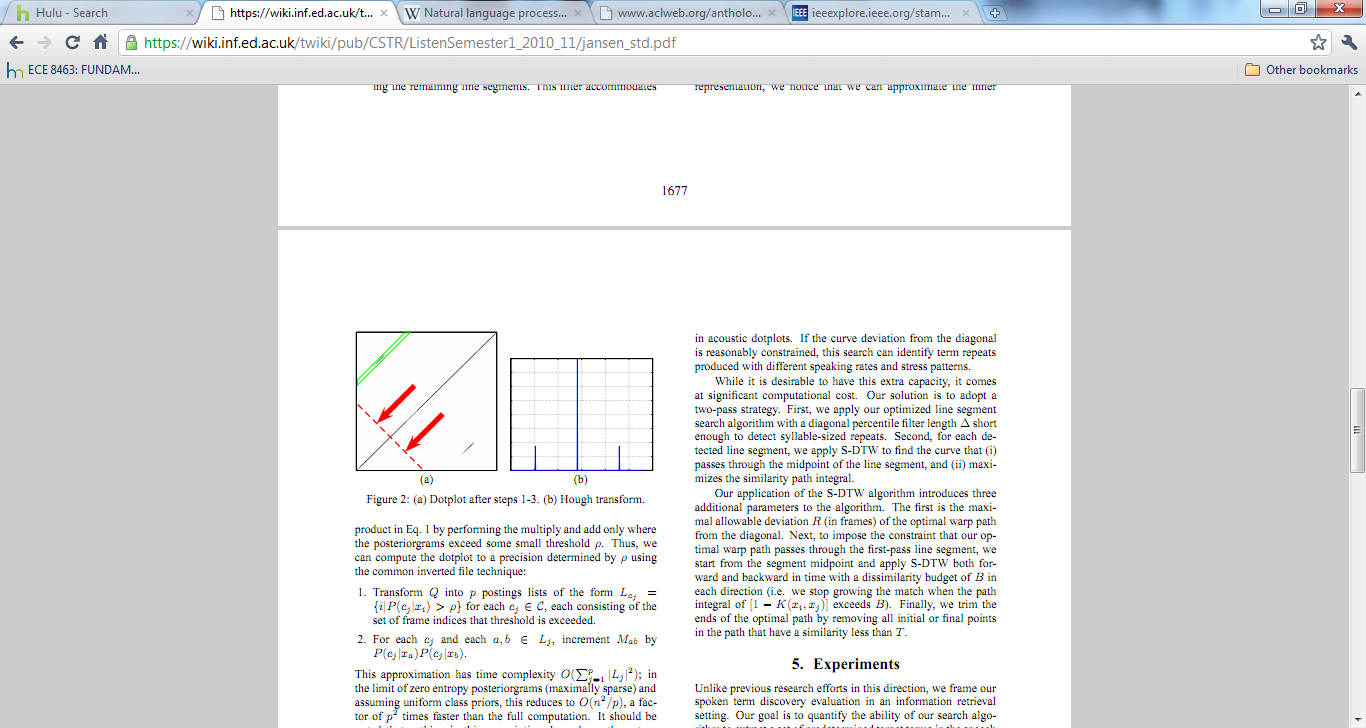 Hulu - Search
https://wiki.inf.ed.ac.uk/t...
Natural language process...
www.aclweb.org/antholo...
ieeexplore.ieee.org/stam...
https://wiki.inf.ed.ac.uk/twiki/pub/CSTR/ListenSemester1_2010_11/jansen_std.pdf
ECE 8463: FUNDAM...
Other bookmarks
ing the remaining line segments. This filter accommodates
representation, we notice that we can approximate the inner
1677
(a)
(b)
Figure 2: (a) Dotplot after steps 1-3. (b) Hough transform.
product in Eq. 1 by performing the multiply and add only where
the posteriorgrams exceed some small threshold ρ. Thus, we
can compute the dotplot to a precision determined by ρ using
the common inverted file technique:
1. Transform Q into p postings lists of the form L_{c_j} =
{i|P(c_j|x_i) > ρ} for each c_j ∈ C, each consisting of the
set of frame indices that threshold is exceeded.
2. For each c_j and each a, b ∈ L_j, increment M_{ab} by
P(c_j|x_a)P(c_j|x_b).
This approximation has time complexity O(∑_{j=1}^{p} |L_j|²); in
the limit of zero entropy posteriorgrams (maximally sparse) and
assuming uniform class priors, this reduces to O(n²/p), a fac-
tor of p² times faster than the full computation. It should be
in acoustic dotplots. If the curve deviation from the diagonal
is reasonably constrained, this search can identify term repeats
produced with different speaking rates and stress patterns.
While it is desirable to have this extra capacity, it comes
at significant computational cost. Our solution is to adopt a
two-pass strategy. First, we apply our optimized line segment
search algorithm with a diagonal percentile filter length Δ short
enough to detect syllable-sized repeats. Second, for each de-
tected line segment, we apply S-DTW to find the curve that (i)
passes through the midpoint of the line segment, and (ii) maxi-
mizes the similarity path integral.
Our application of the S-DTW algorithm introduces three
additional parameters to the algorithm. The first is the maxi-
mal allowable deviation R (in frames) of the optimal warp path
from the diagonal. Next, to impose the constraint that our op-
timal warp path passes through the first-pass line segment, we
start from the segment midpoint and apply S-DTW both for-
ward and backward in time with a dissimilarity budget of B in
each direction (i.e. we stop growing the match when the path
integral of [1 − K(x_i, x_j)] exceeds B). Finally, we trim the
ends of the optimal path by removing all initial or final points
in the path that have a similarity less than T.
5. Experiments
Unlike previous research efforts in this direction, we frame our
spoken term discovery evaluation in an information retrieval
setting. Our goal is to quantify the ability of our search algo-